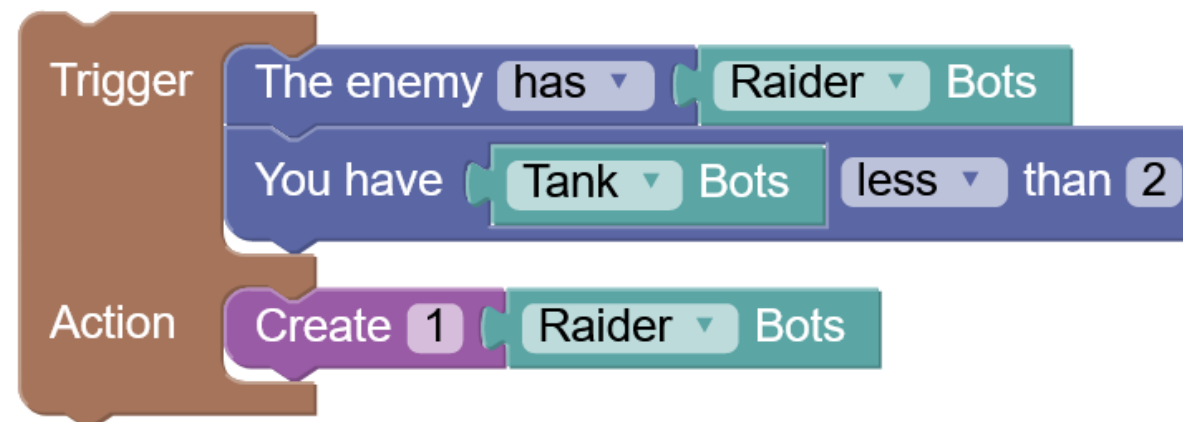 Trigger The enemy has Raider Bots
You have Tank Bots less than 2
Action Create 1 Raider Bots